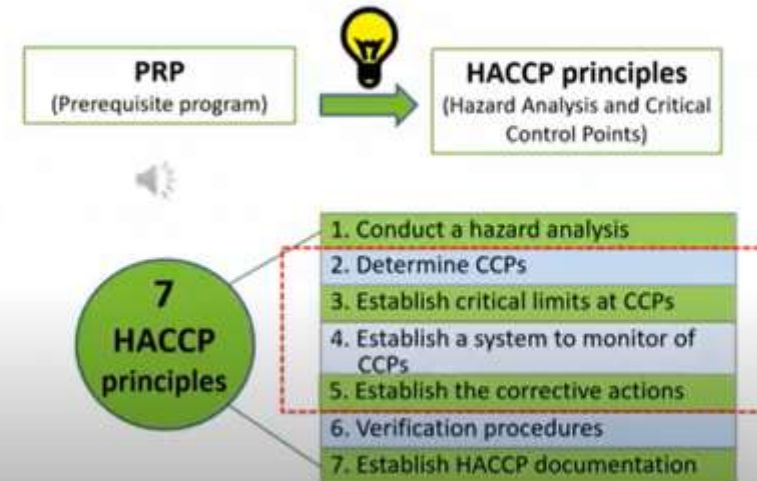 PRP
(Prerequisite program)
HACCP principles
(Hazard Analysis and Critical
Control Points)
7
HACCP
principles
1. Conduct a hazard analysis
2. Determine CCPs
3. Establish critical limits at CCPs
4. Establish a system to monitor of
CCPs
5. Establish the corrective actions
6. Verification procedures
7. Establish HACCP documentation